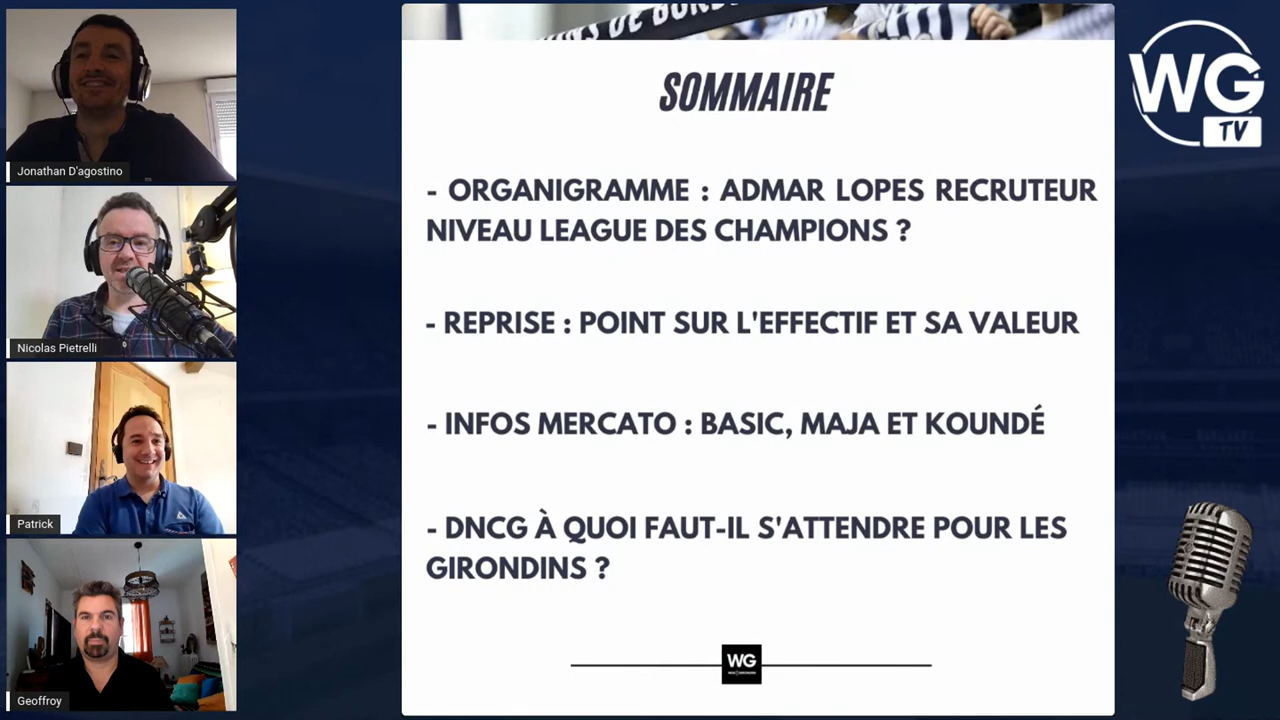 SOMMAIRE
- ORGANIGRAMME : ADMAR LOPES RECRUTEUR
NIVEAU LEAGUE DES CHAMPIONS ?
- REPRISE : POINT SUR L'EFFECTIF ET SA VALEUR
- INFOS MERCATO : BASIC, MAJA ET KOUNDÉ
- DNCG À QUOI FAUT-IL S'ATTENDRE POUR LES
GIRONDINS ?
WG
WG
TV
Jonathan D'agostino
Nicolas Pietrelli
Patrick
Geoffroy